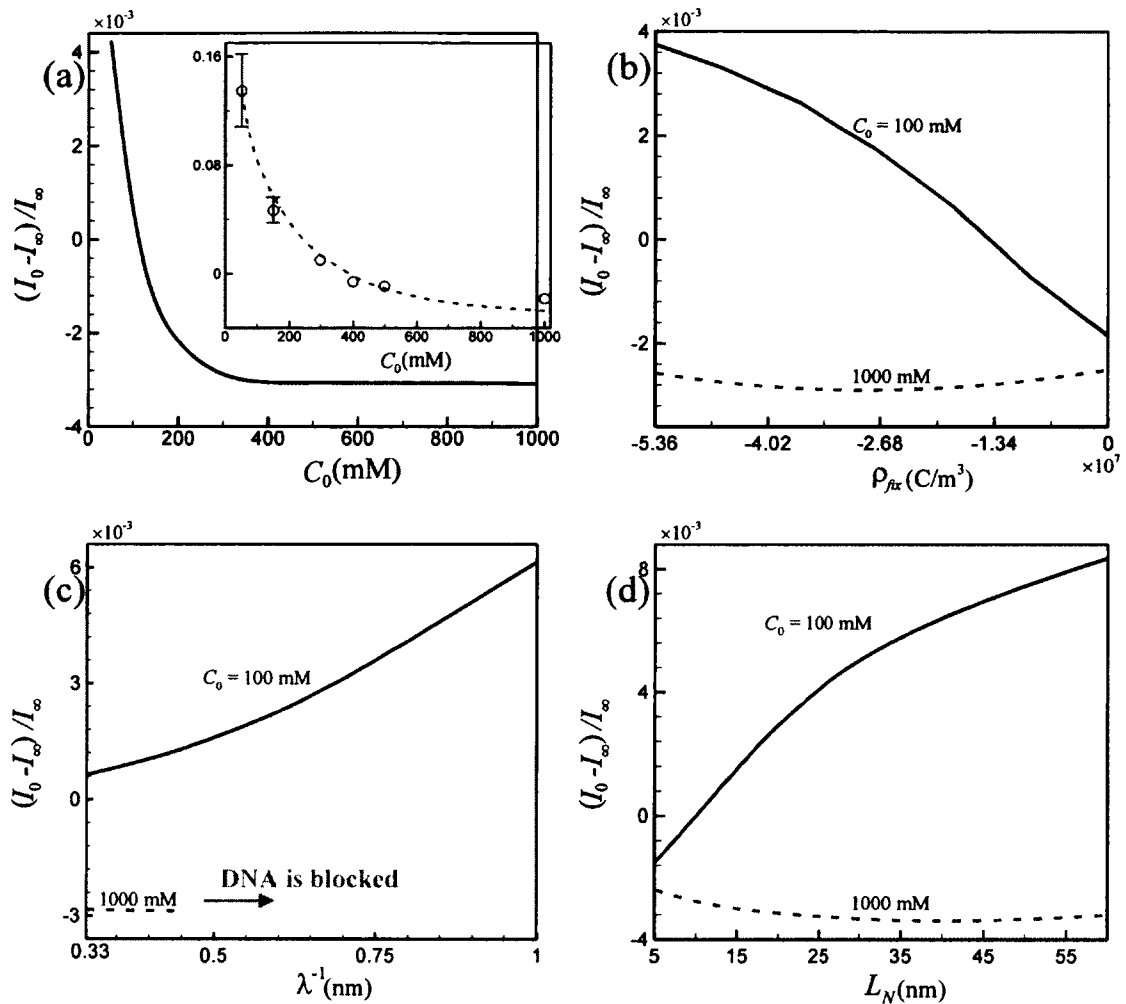 ×10⁻³
(a)
4
2
0
-2
-4
(I₀ -I∞) / I∞
0 200 400 600 800 1000
C₀(mM)
0.16
0.08
0
0 200 400 600 800 1000
C₀(mM)
×10⁻³
(b)
4
2
0
-2
(I₀ -I∞) / I∞
C₀ = 100 mM
1000 mM
-5.36 -4.02 -2.68 -1.34 0
×10⁷
ρfix (C/m³)
×10⁻³
(c)
6
3
0
-3
(I₀ -I∞) / I∞
C₀ = 100 mM
1000 mM
DNA is blocked
0.33 0.5 0.75 1
λ⁻¹(nm)
×10⁻³
(d)
8
4
0
-4
(I₀ -I∞) / I∞
C₀ = 100 mM
1000 mM
5 15 25 35 45 55
L_N(nm)